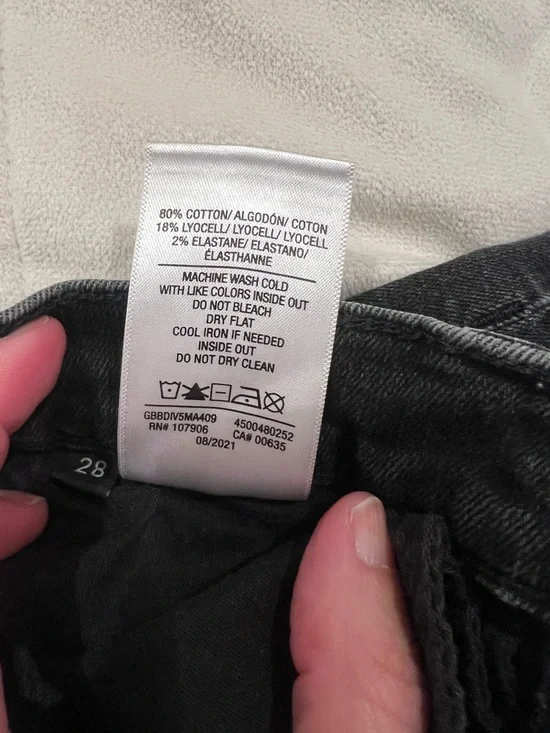 80% COTTON/ ALGODÓN/ COTON
18% LYOCELL/ LYOCELL/ LYOCELL
2% ELASTANE/ ELASTANO/
ÉLASTHANNE
MACHINE WASH COLD
WITH LIKE COLORS INSIDE OUT
DO NOT BLEACH
DRY FLAT
COOL IRON IF NEEDED
INSIDE OUT
DO NOT DRY CLEAN
GBBDIV5MA409 4500480252
RN# 107906 CA# 00635
08/2021
28